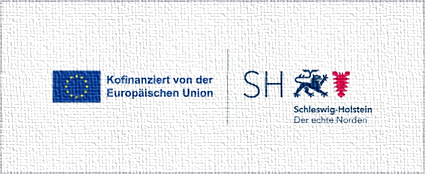 Kofinanziert von der
Europäischen Union
SH
Schleswig-Holstein
Der echte Norden